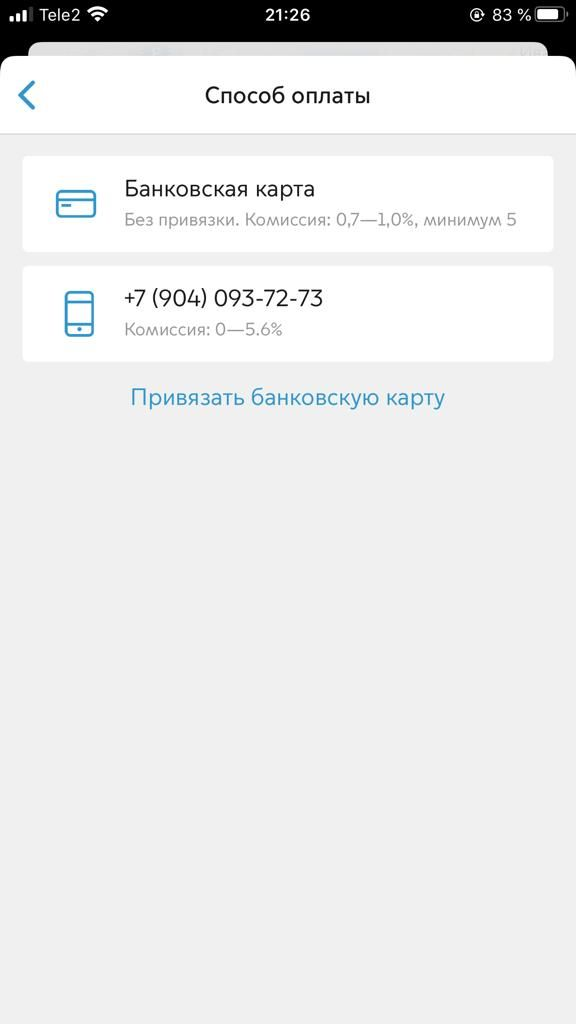 Tele2 21:26 83 %
Способ оплаты
Банковская карта
Без привязки. Комиссия: 0,7—1,0%, минимум 5
+7 (904) 093-72-73
Комиссия: 0—5.6%
Привязать банковскую карту